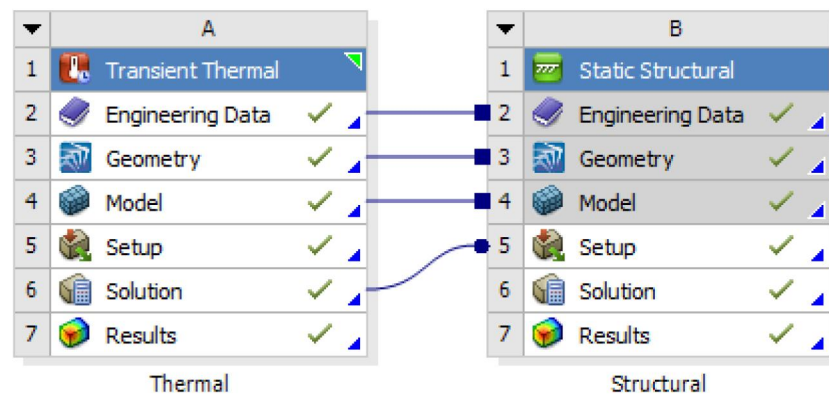 A
1 Transient Thermal
2 Engineering Data
3 Geometry
4 Model
5 Setup
6 Solution
7 Results
Thermal
B
1 Static Structural
2 Engineering Data
3 Geometry
4 Model
5 Setup
6 Solution
7 Results
Structural